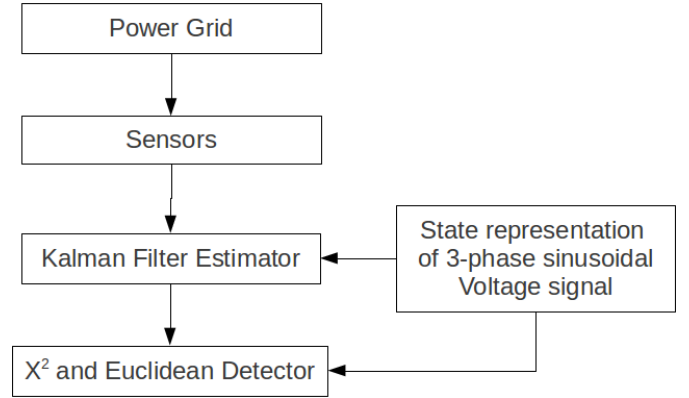 Power Grid
Sensors
Kalman Filter Estimator
State representation
of 3-phase sinusoidal
Voltage signal
X² and Euclidean Detector